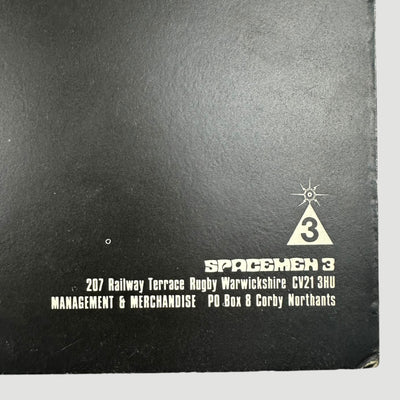 3
SPACEMEN 3
207 Railway Terrace Rugby Warwickshire CV21 3HU
MANAGEMENT & MERCHANDISE PO Box 8 Corby Northants